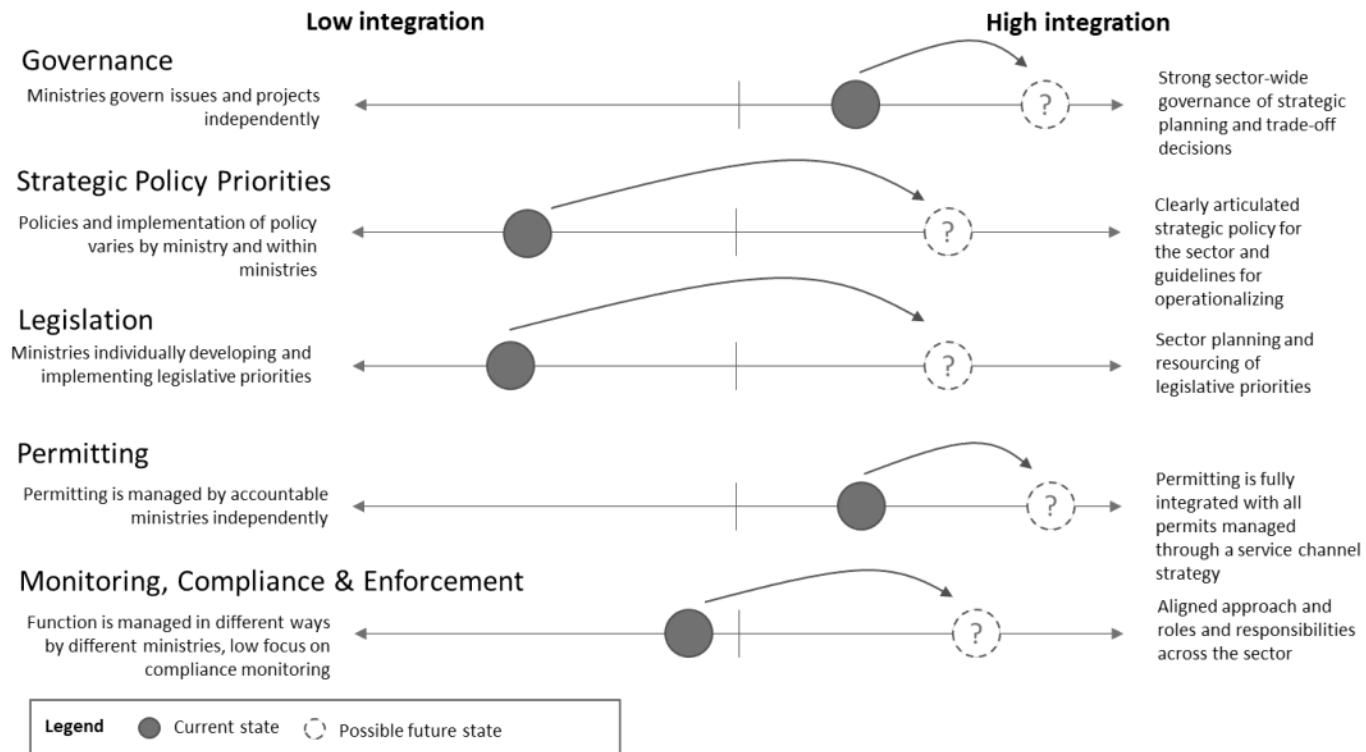 Low integration
High integration
Governance
Ministries govern issues and projects
independently
?
Strong sector-wide
governance of strategic
planning and trade-off
decisions
Strategic Policy Priorities
Policies and implementation of policy
varies by ministry and within
ministries
?
Clearly articulated
strategic policy for
the sector and
guidelines for
operationalizing
Legislation
Ministries individually developing and
implementing legislative priorities
?
Sector planning and
resourcing of
legislative priorities
Permitting
Permitting is managed by accountable
ministries independently
?
Permitting is fully
integrated with all
permits managed
through a service channel
strategy
Monitoring, Compliance & Enforcement
Function is managed in different ways
by different ministries, low focus on
compliance monitoring
?
Aligned approach and
roles and responsibilities
across the sector
Legend Current state Possible future state